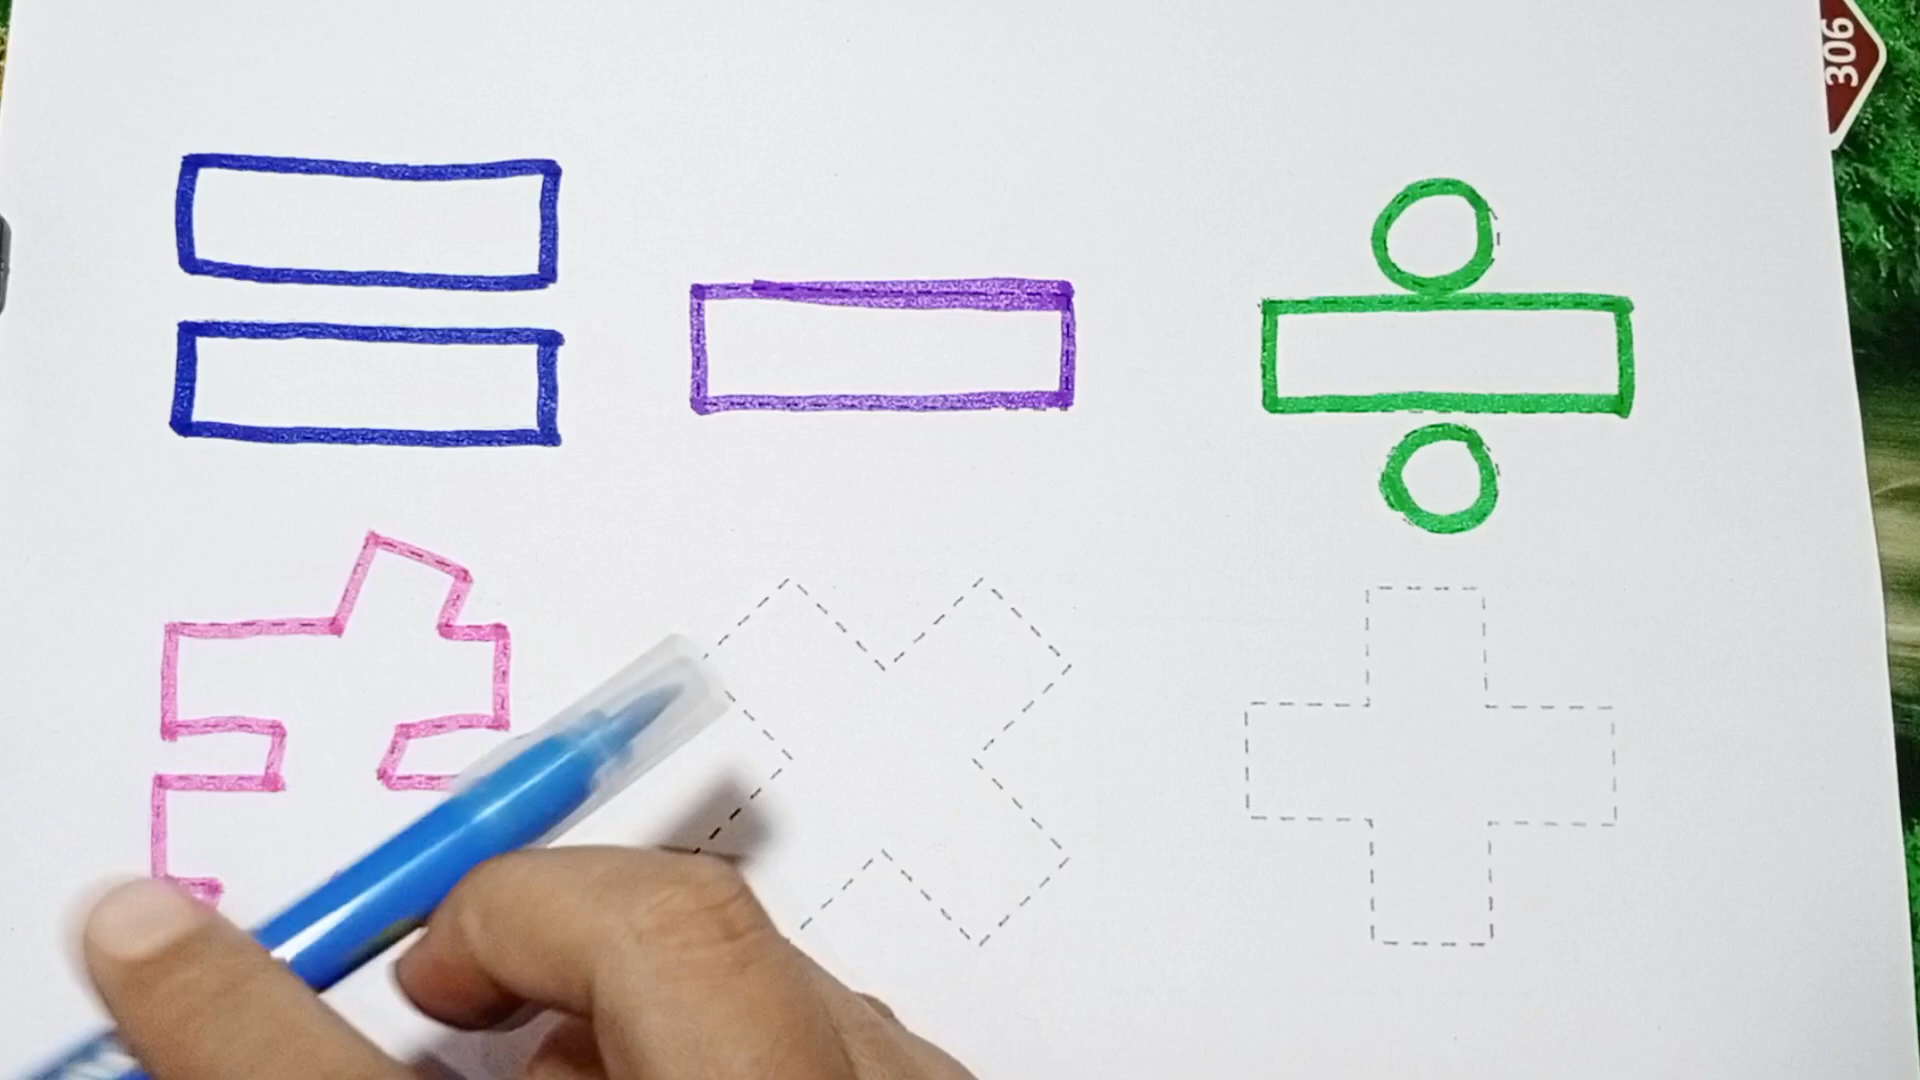 306
= − ÷
≠ × +